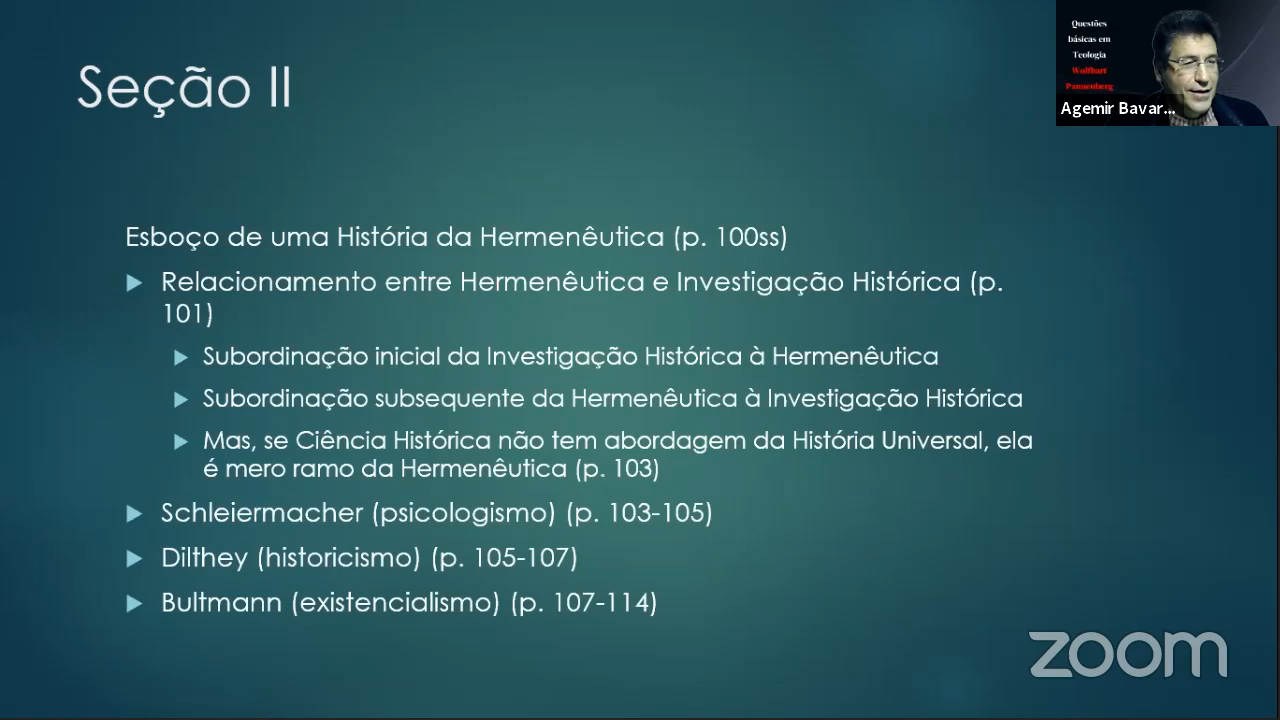 Seção II
Questões
básicas em
Teologia
Wolfhart
Pannenberg
Agemir Bavar...
Esboço de uma História da Hermenêutica (p. 100ss)
Relacionamento entre Hermenêutica e Investigação Histórica (p.
101)
Subordinação inicial da Investigação Histórica à Hermenêutica
Subordinação subsequente da Hermenêutica à Investigação Histórica
Mas, se Ciência Histórica não tem abordagem da História Universal, ela
é mero ramo da Hermenêutica (p. 103)
Schleiermacher (psicologismo) (p. 103-105)
Dilthey (historicismo) (p. 105-107)
Bultmann (existencialismo) (p. 107-114)
zoom